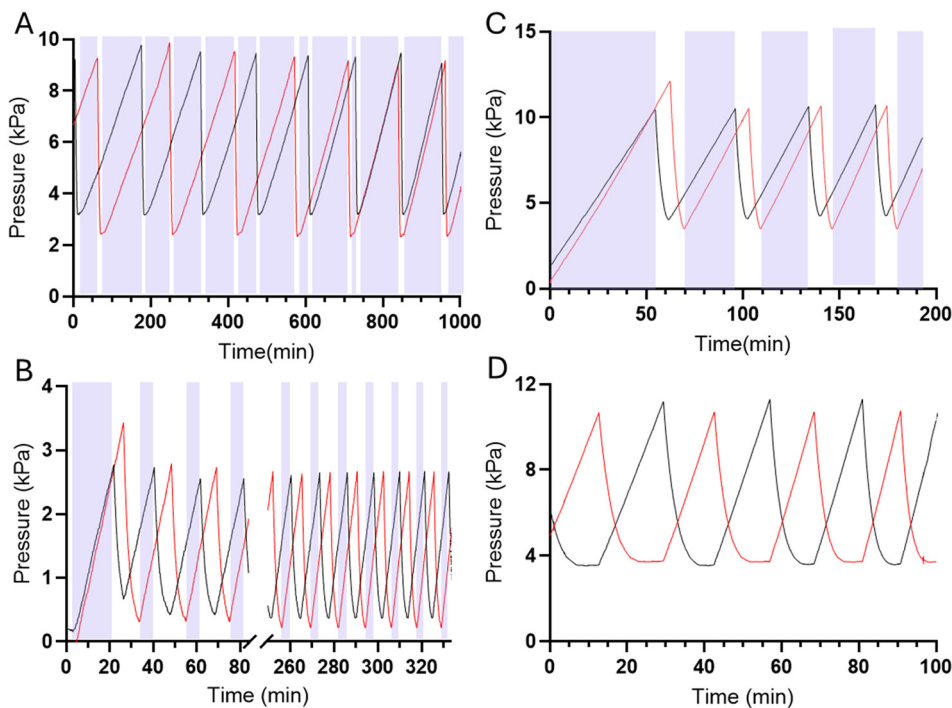 A
Pressure (kPa)
10
8
6
4
2
0
0 200 400 600 800 1000
Time(min)
C
Pressure (kPa)
15
10
5
0
0 50 100 150 200
Time(min)
B
Pressure (kPa)
4
3
2
1
0
0 20 40 60 80 260 280 300 320
Time (min)
D
Pressure (kPa)
12
8
4
0
0 20 40 60 80 100
Time (min)